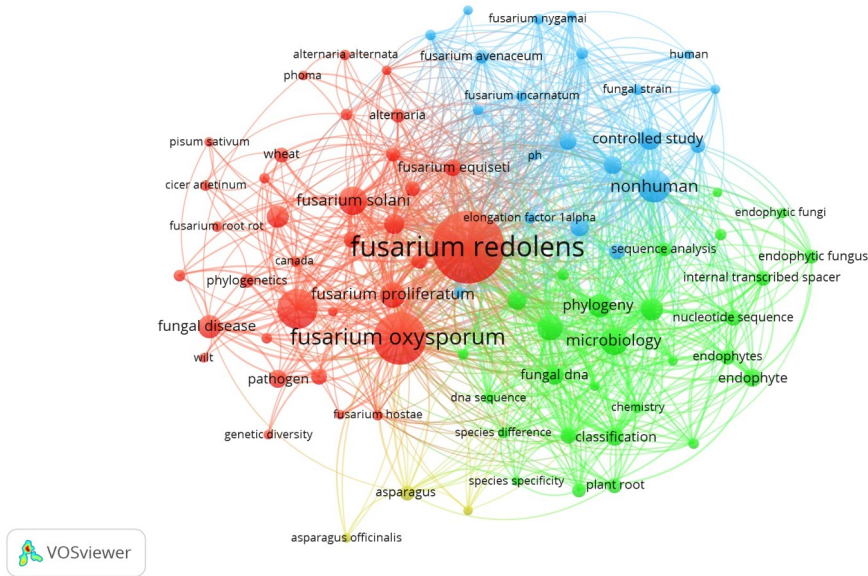 fusarium nygamai
alternaria alternata
fusarium avenaceum
human
phoma
fusarium incarnatum
fungal strain
alternaria
pisum sativum
controlled study
wheat
ph
fusarium equiseti
cicer arietinum
nonhuman
fusarium solani
endophytic fungi
elongation factor 1alpha
fusarium root rot
fusarium redolens
sequence analysis
endophytic fungus
canada
phylogenetics
internal transcribed spacer
fusarium proliferatum
phylogeny
nucleotide sequence
fungal disease
fusarium oxysporum
microbiology
wilt
endophytes
pathogen
fungal dna
endophyte
dna sequence
chemistry
fusarium hostae
genetic diversity
species difference
classification
species specificity
plant root
asparagus
asparagus officinalis
VOSviewer